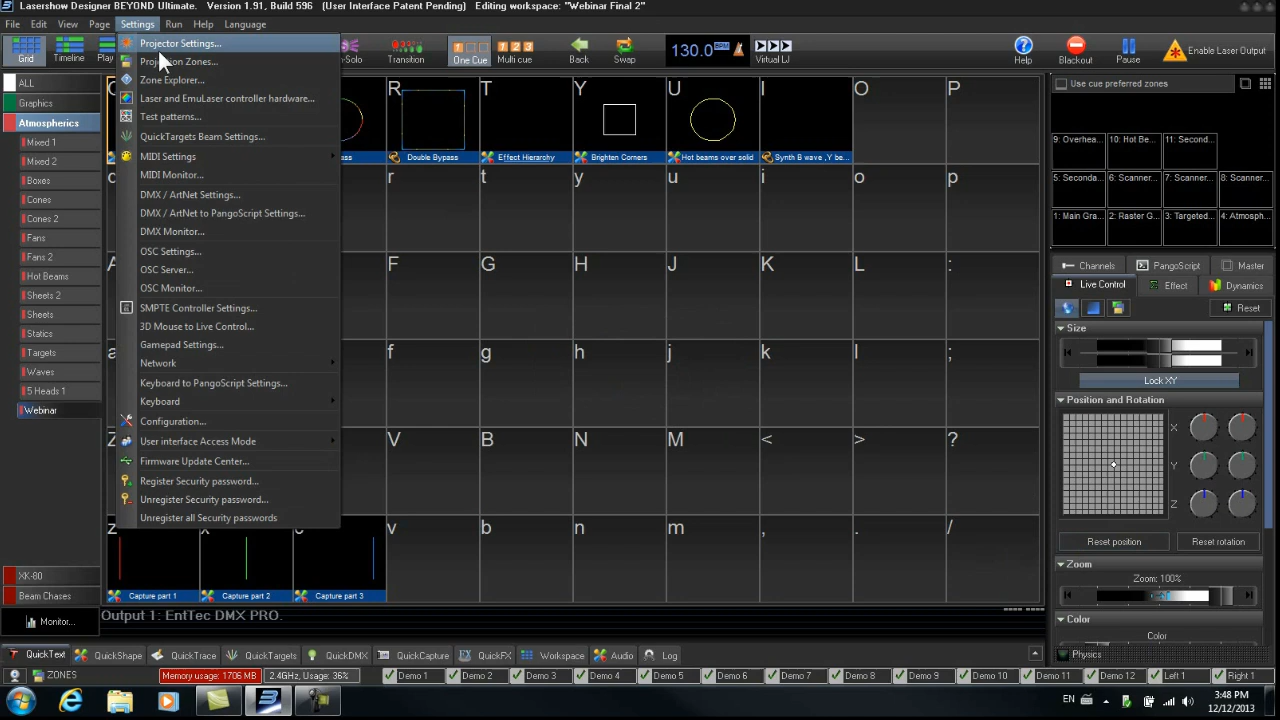 Lasershow Designer BEYOND Ultimate. Version 1.91, Build 596 (User Interface Patent Pending) Editing workspace: "Webinar Final 2"
File Edit View Page Settings Run Help Language
Grid Timeline Play -Solo Transition One Cue Multi cue Back Swap 130.0 BPM Virtual LJ Help Blackout Pause Enable Laser Output
ALL
Graphics
Atmospherics
Mixed 1
Mixed 2
Boxes
Cones
Cones 2
Fans
Fans 2
Hot Beams
Sheets 2
Sheets
Statics
Targets
Waves
5 Heads 1
Webinar
XK-80
Beam Chases
Monitor...
Projector Settings...
Projection Zones...
Zone Explorer...
Laser and EmuLaser controller hardware...
Test patterns...
QuickTargets Beam Settings...
MIDI Settings
MIDI Monitor...
DMX / ArtNet Settings...
DMX / ArtNet to PangoScript Settings...
DMX Monitor...
OSC Settings...
OSC Server...
OSC Monitor...
SMPTE Controller Settings...
3D Mouse to Live Control...
Gamepad Settings...
Network
Keyboard to PangoScript Settings...
Keyboard
Configuration...
User interface Access Mode
Firmware Update Center...
Register Security password...
Unregister Security password...
Unregister all Security passwords
R T Y U I O P
Double Bypass Effect Hierarchy Brighten Corners Hot beams over solid Synth B wave ,Y be...
r t y u i o p
F G H J K L :
f g h j k l ;
V B N M < > ?
z x c v b n m , . /
Capture part 1 Capture part 2 Capture part 3
Output 1: EntTec DMX PRO.
Use cue preferred zones
9: Overhea... 10: Hot Be... 11: Second...
5: Seconda... 6: Scanner... 7: Scanner... 8: Scanner...
1: Main Gra... 2: Raster G... 3: Targeted... 4: Atmosph...
Channels PangoScript Master
Live Control Effect Dynamics
Reset
Size
Lock XY
Position and Rotation
X
Y
Z
Reset position Reset rotation
Zoom
Zoom: 100%
Color
Color
Physics
QuickText QuickShape QuickTrace QuickTargets QuickDMX QuickCapture QuickFX Workspace Audio Log
ZONES Memory usage: 1706 MB 2.4GHz, Usage: 36% Demo 1 Demo 2 Demo 3 Demo 4 Demo 5 Demo 6 Demo 7 Demo 8 Demo 9 Demo 10 Demo 11 Demo 12 Left 1 Right 1
EN 3:48 PM
12/12/2013